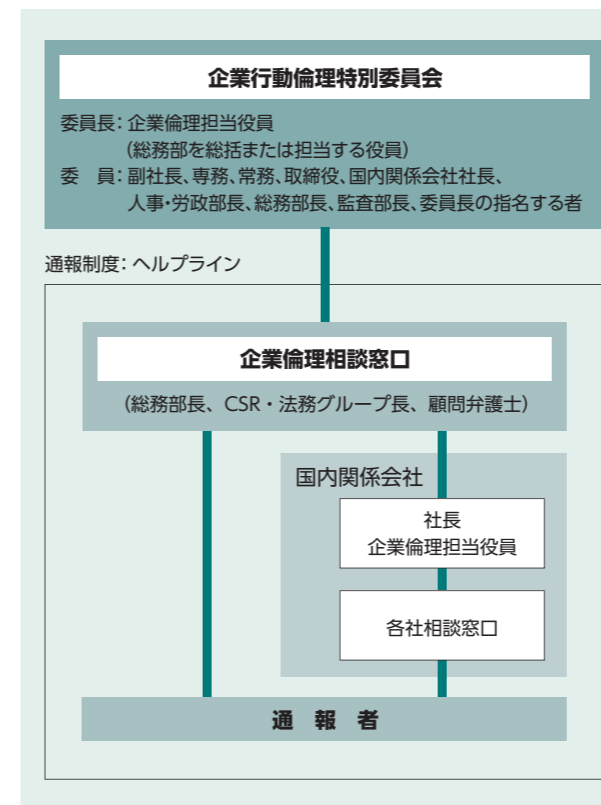 企業行動倫理特別委員会
委員長：企業倫理担当役員
（総務部を総括または担当する役員）
委　員：副社長、専務、常務、取締役、国内関係会社社長、
人事・労政部長、総務部長、監査部長、委員長の指名する者
通報制度：ヘルプライン
企業倫理相談窓口
（総務部長、CSR・法務グループ長、顧問弁護士）
国内関係会社
社長
企業倫理担当役員
各社相談窓口
通　報　者